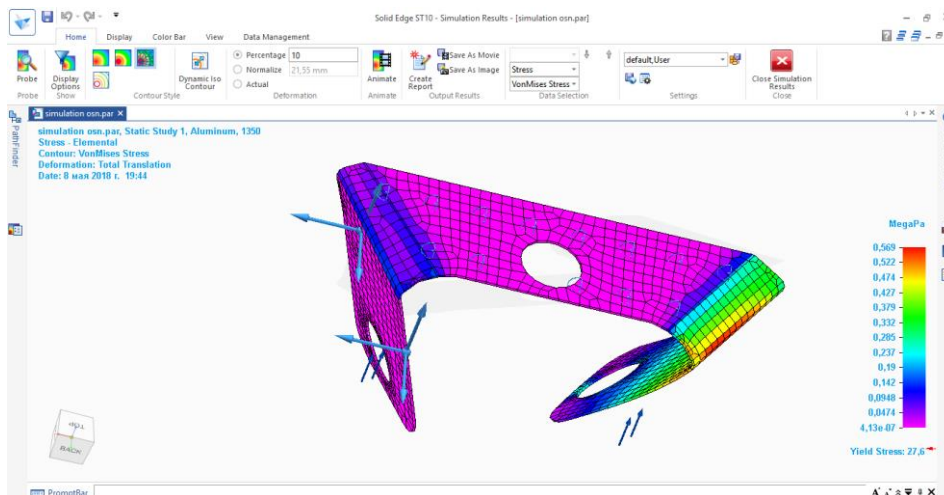 Solid Edge ST10 - Simulation Results - [simulation osn.par]
Home Display Color Bar View Data Management
Probe
Display Options
Dynamic Iso Contour
Percentage 10
Normalize 21,55 mm
Actual
Animate
Create Report
Save As Movie
Save As Image
Stress
VonMises Stress
default,User
Close Simulation Results
Probe Show Contour Style Deformation Animate Output Results Data Selection Settings Close
simulation osn.par
PathFinder
simulation osn.par, Static Study 1, Aluminum, 1350
Stress - Elemental
Contour: VonMises Stress
Deformation: Total Translation
Date: 8 мая 2018 г. 19:44
MegaPa
0,569
0,522
0,474
0,427
0,379
0,332
0,285
0,237
0,19
0,142
0,0948
0,0474
4,13e-07
Yield Stress: 27,6
TOP
BACK
PromptBar